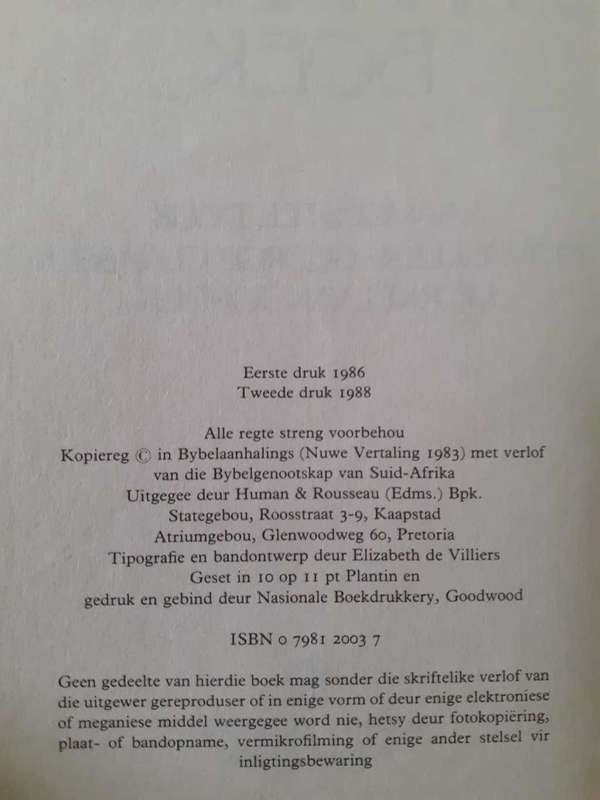 Eerste druk 1986
Tweede druk 1988
Alle regte streng voorbehou
Kopiereg © in Bybelaanhalings (Nuwe Vertaling 1983) met verlof
van die Bybelgenootskap van Suid-Afrika
Uitgegee deur Human & Rousseau (Edms.) Bpk.
Stategebou, Roosstraat 3-9, Kaapstad
Atriumgebou, Glenwoodweg 60, Pretoria
Tipografie en bandontwerp deur Elizabeth de Villiers
Geset in 10 op 11 pt Plantin en
gedruk en gebind deur Nasionale Boekdrukkery, Goodwood
ISBN 0 7981 2003 7
Geen gedeelte van hierdie boek mag sonder die skriftelike verlof van
die uitgewer gereproduser of in enige vorm of deur enige elektroniese
of meganiese middel weergegee word nie, hetsy deur fotokopiëring,
plaat- of bandopname, vermikrofilming of enige ander stelsel vir
inligtingsbewaring